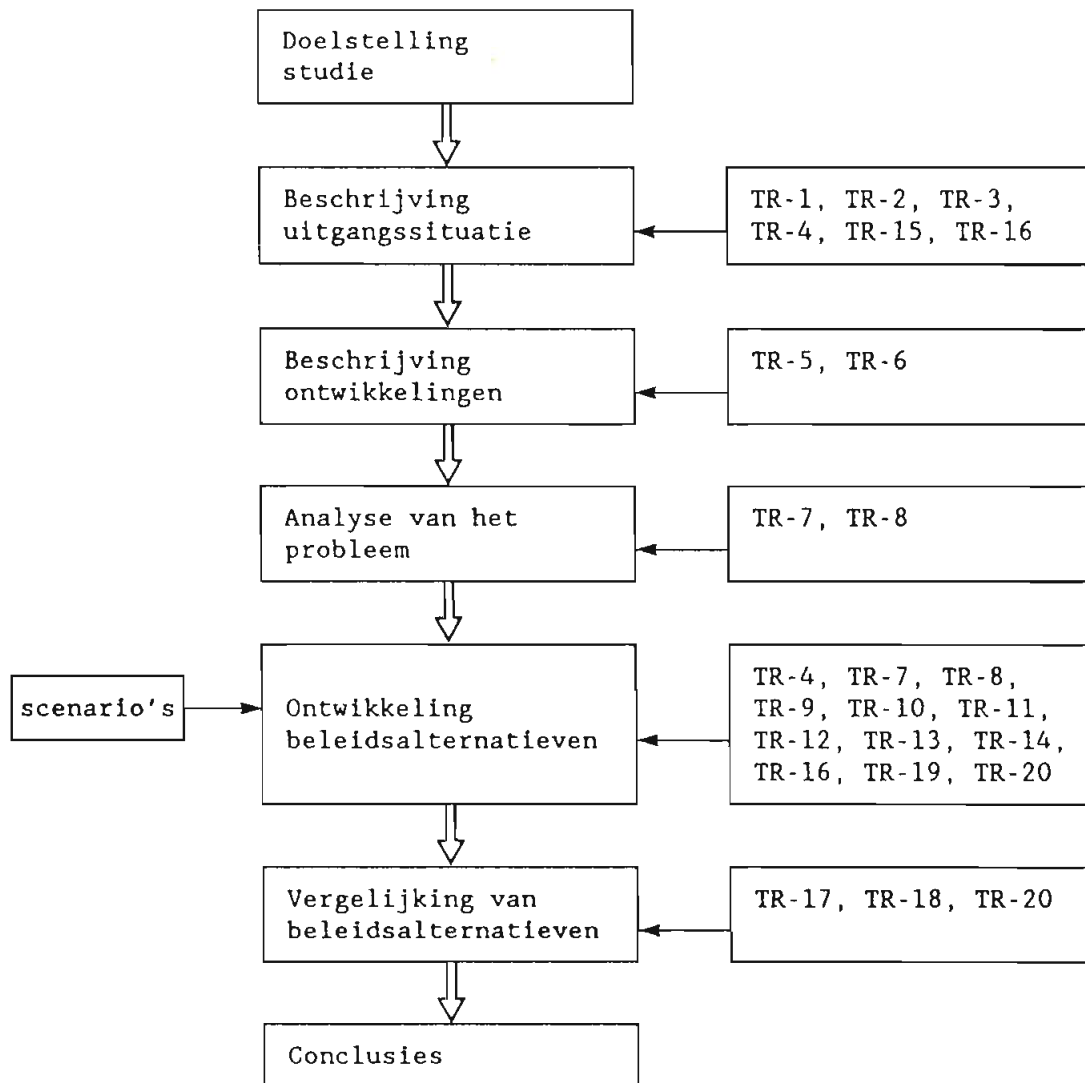 Doelstelling
studie
Beschrijving
uitgangssituatie
TR-1, TR-2, TR-3,
TR-4, TR-15, TR-16
Beschrijving
ontwikkelingen
TR-5, TR-6
Analyse van het
probleem
TR-7, TR-8
scenario's
Ontwikkeling
beleidsalternatieven
TR-4, TR-7, TR-8,
TR-9, TR-10, TR-11,
TR-12, TR-13, TR-14,
TR-16, TR-19, TR-20
Vergelijking van
beleidsalternatieven
TR-17, TR-18, TR-20
Conclusies